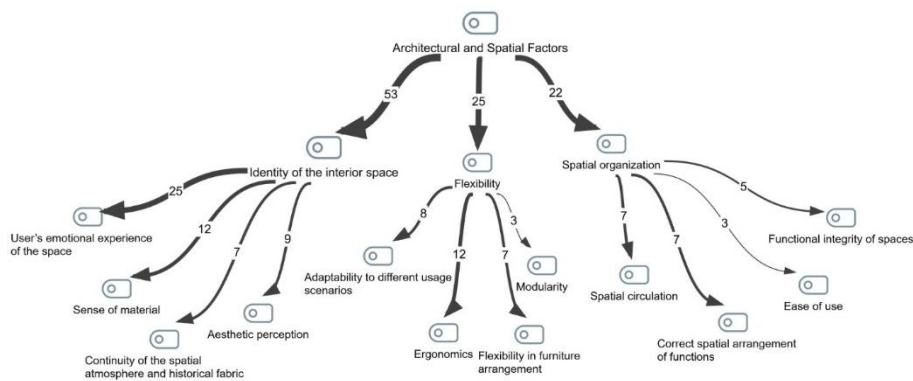 Architectural and Spatial Factors
53
25
22
Identity of the interior space
Flexibility
Spatial organization
25
12
7
9
8
12
7
3
7
7
3
5
User's emotional experience
of the space
Sense of material
Continuity of the spatial
atmosphere and historical fabric
Aesthetic perception
Adaptability to different usage
scenarios
Ergonomics
Flexibility in furniture
arrangement
Modularity
Spatial circulation
Correct spatial arrangement
of functions
Ease of use
Functional integrity of spaces